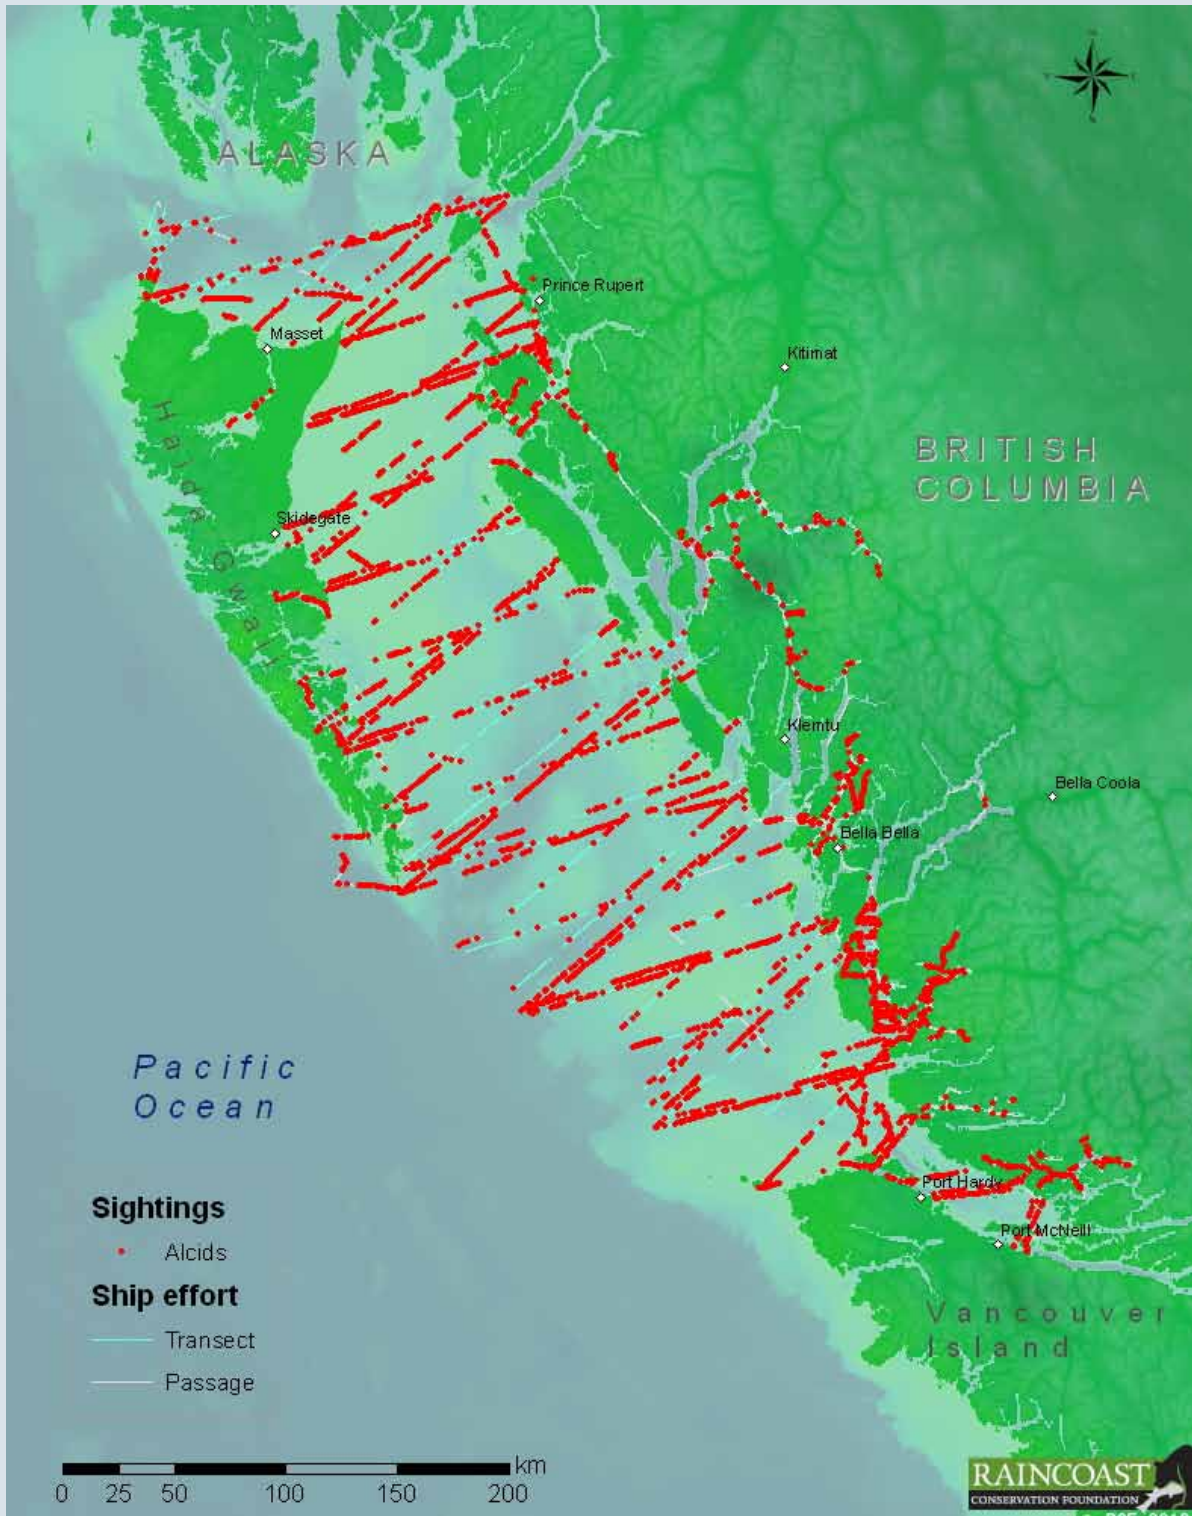 ALASKA
Prince Rupert
Masset
Kitimat
Haida Gwaii
BRITISH
COLUMBIA
Skidegate
Klemtu
Bella Coola
Bella Bella
Pacific
Ocean
Port Hardy
Port McNeill
Sightings
Alcids
Ship effort
Transect
Passage
Vancouver
Island
km
0 25 50 100 150 200
RAINCOAST
CONSERVATION FOUNDATION